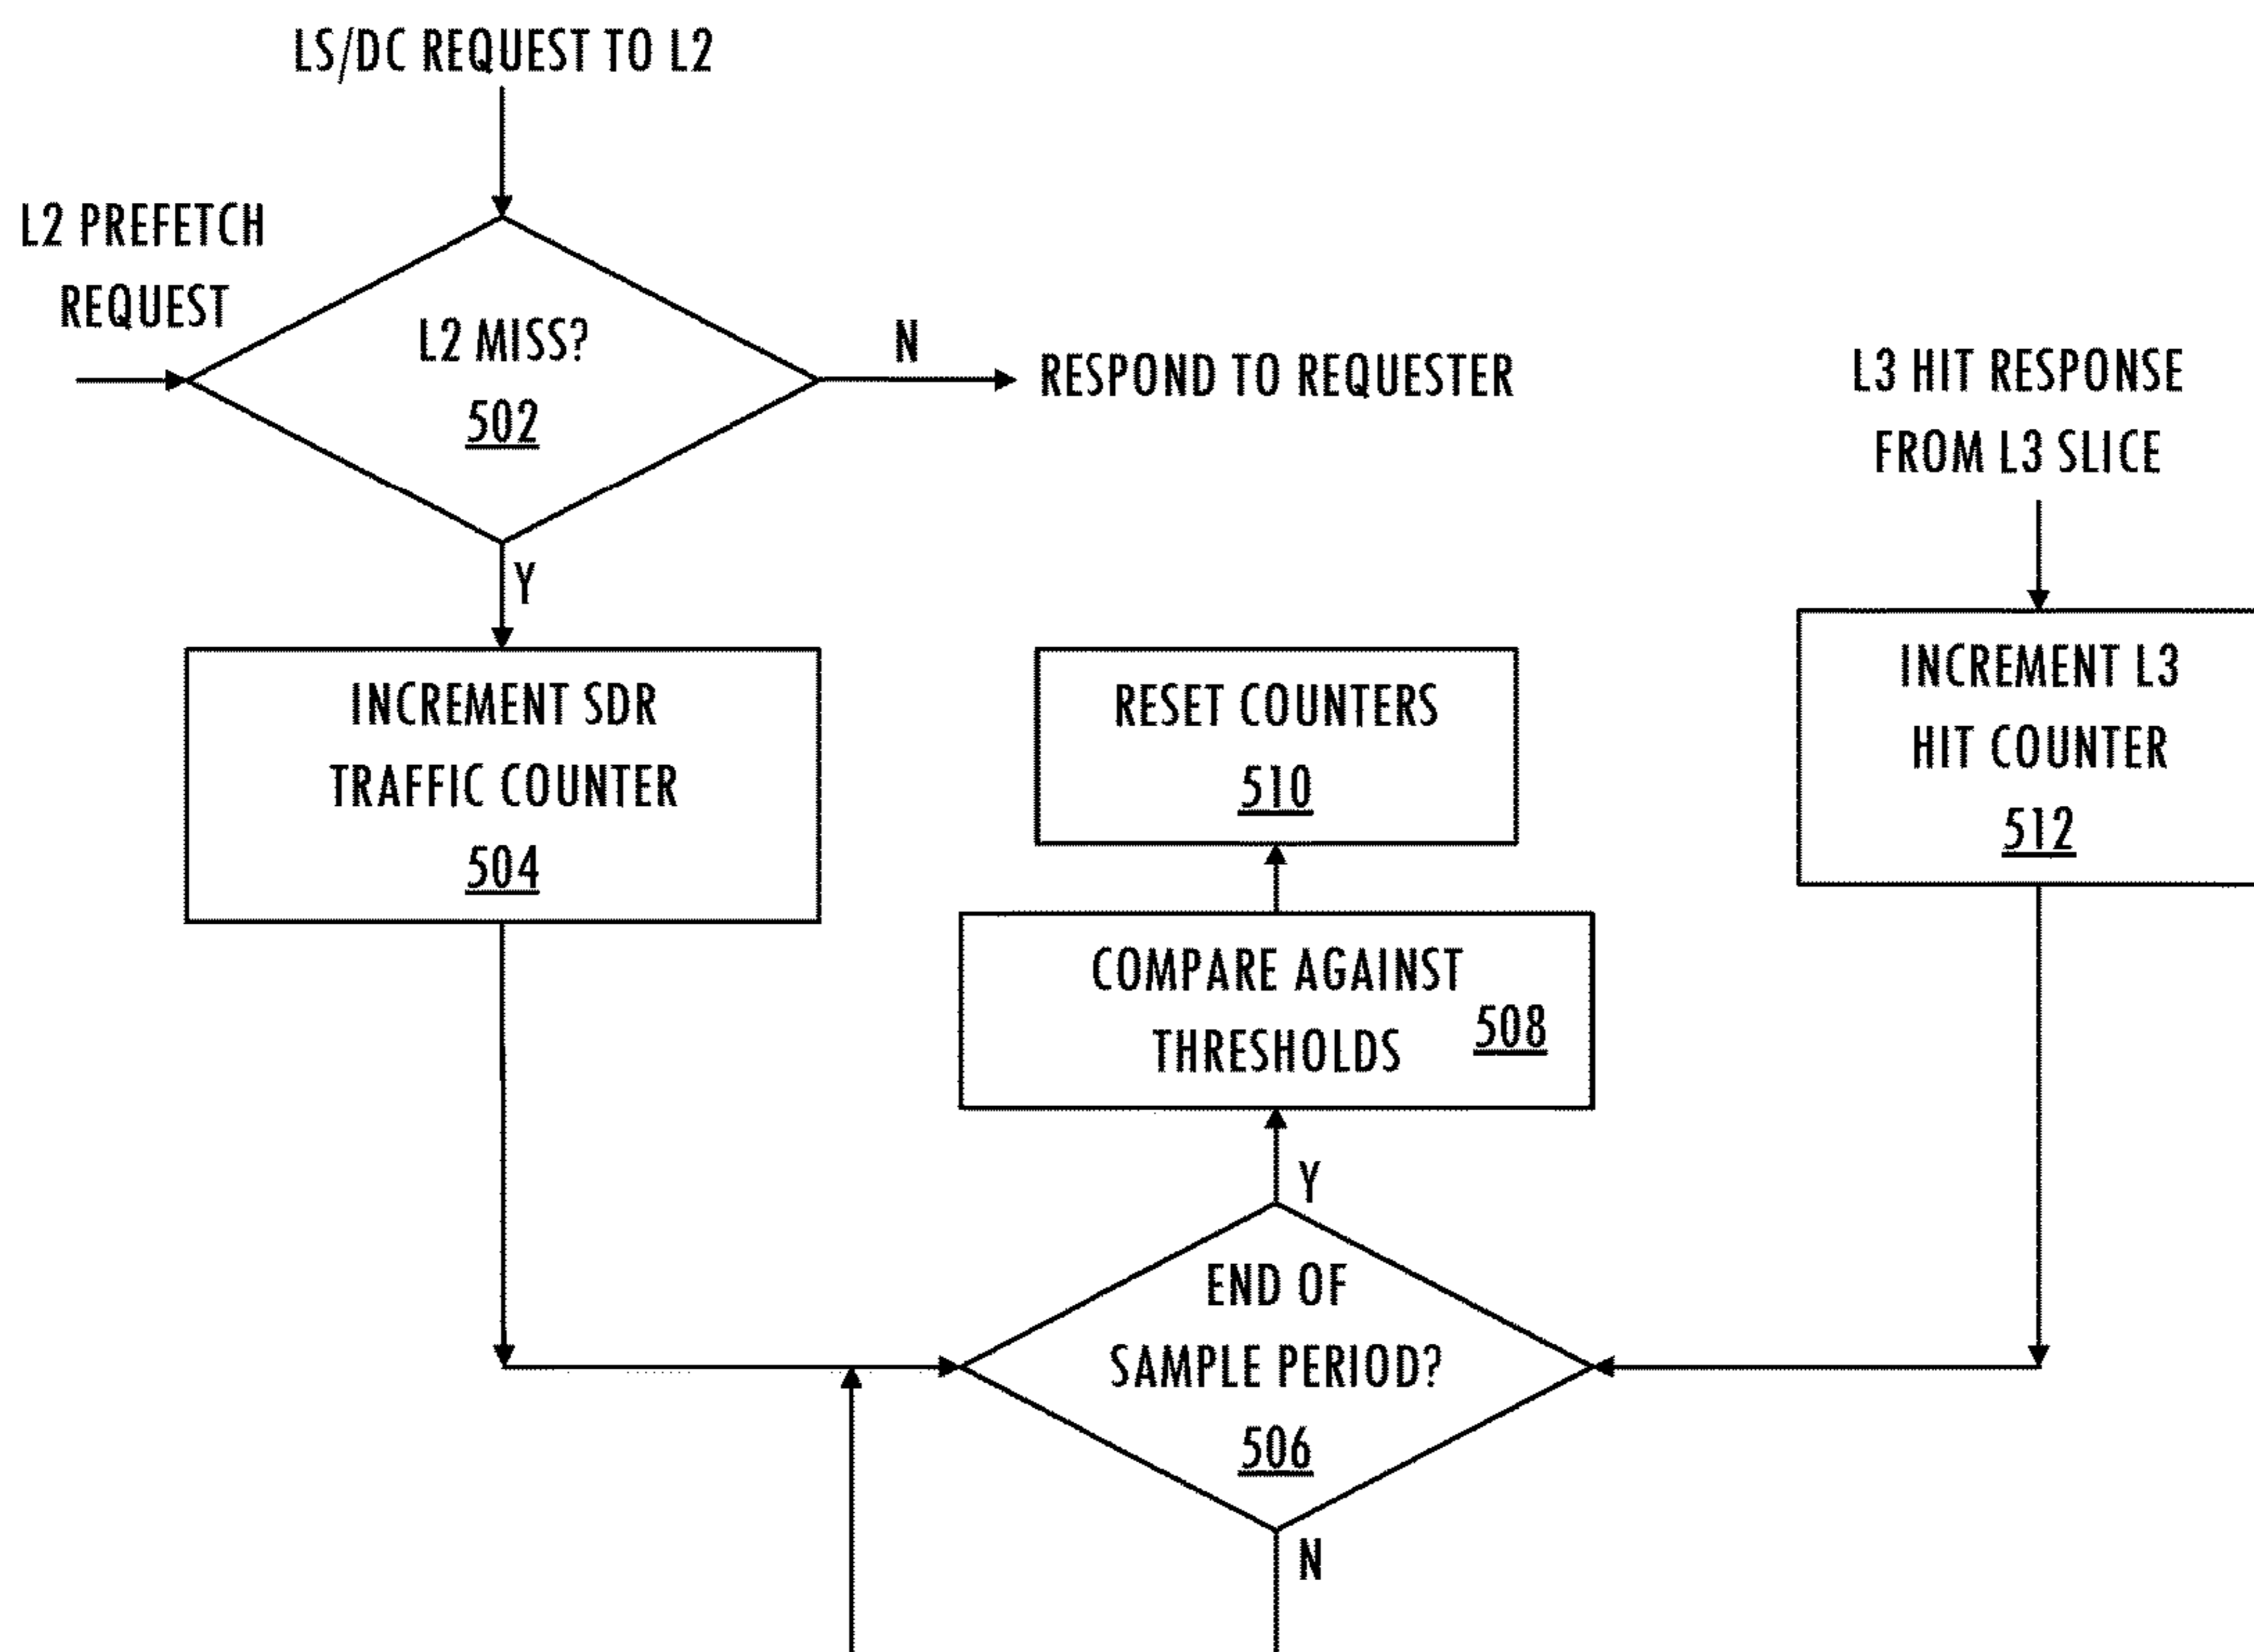 LS/DC REQUEST TO L2
L2 PREFETCH
REQUEST
L2 MISS?
502
N
RESPOND TO REQUESTER
L3 HIT RESPONSE
FROM L3 SLICE
Y
INCREMENT SDR
TRAFFIC COUNTER
504
RESET COUNTERS
510
INCREMENT L3
HIT COUNTER
512
COMPARE AGAINST
THRESHOLDS 508
Y
END OF
SAMPLE PERIOD?
506
N